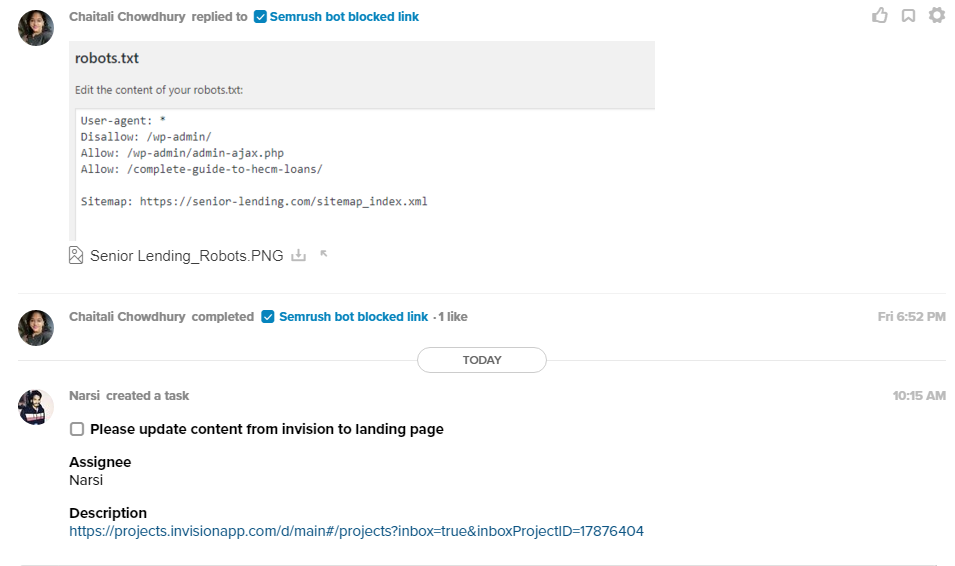 Chaitali Chowdhury replied to Semrush bot blocked link
robots.txt
Edit the content of your robots.txt:
User-agent: *
Disallow: /wp-admin/
Allow: /wp-admin/admin-ajax.php
Allow: /complete-guide-to-hecm-loans/
Sitemap: https://senior-lending.com/sitemap_index.xml
Senior Lending_Robots.PNG
Chaitali Chowdhury completed Semrush bot blocked link · 1 like Fri 6:52 PM
TODAY
Narsi created a task 10:15 AM
Please update content from invision to landing page
Assignee
Narsi
Description
https://projects.invisionapp.com/d/main#/projects?inbox=true&inboxProjectID=17876404